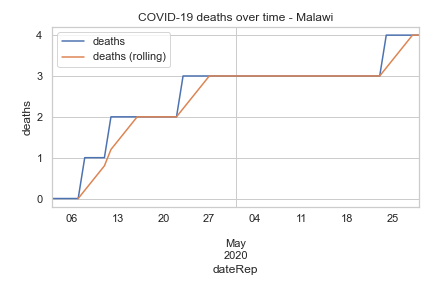 COVID-19 deaths over time - Malawi
deaths
deaths (rolling)
deaths
4
3
2
1
0
06 13 20 27 04 11 18 25
May
2020
dateRep